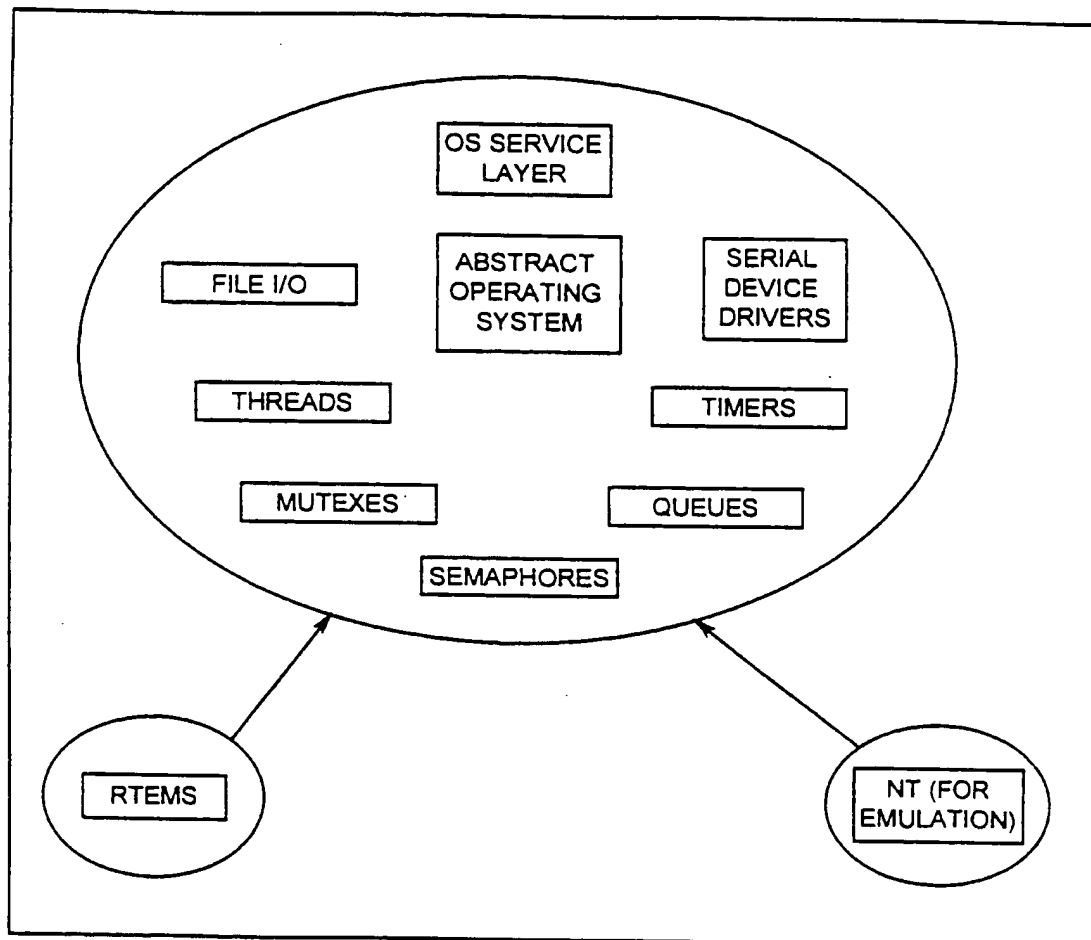 OS SERVICE
LAYER
FILE I/O
ABSTRACT
OPERATING
SYSTEM
SERIAL
DEVICE
DRIVERS
THREADS
TIMERS
MUTEXES
QUEUES
SEMAPHORES
RTEMS
NT (FOR
EMULATION)